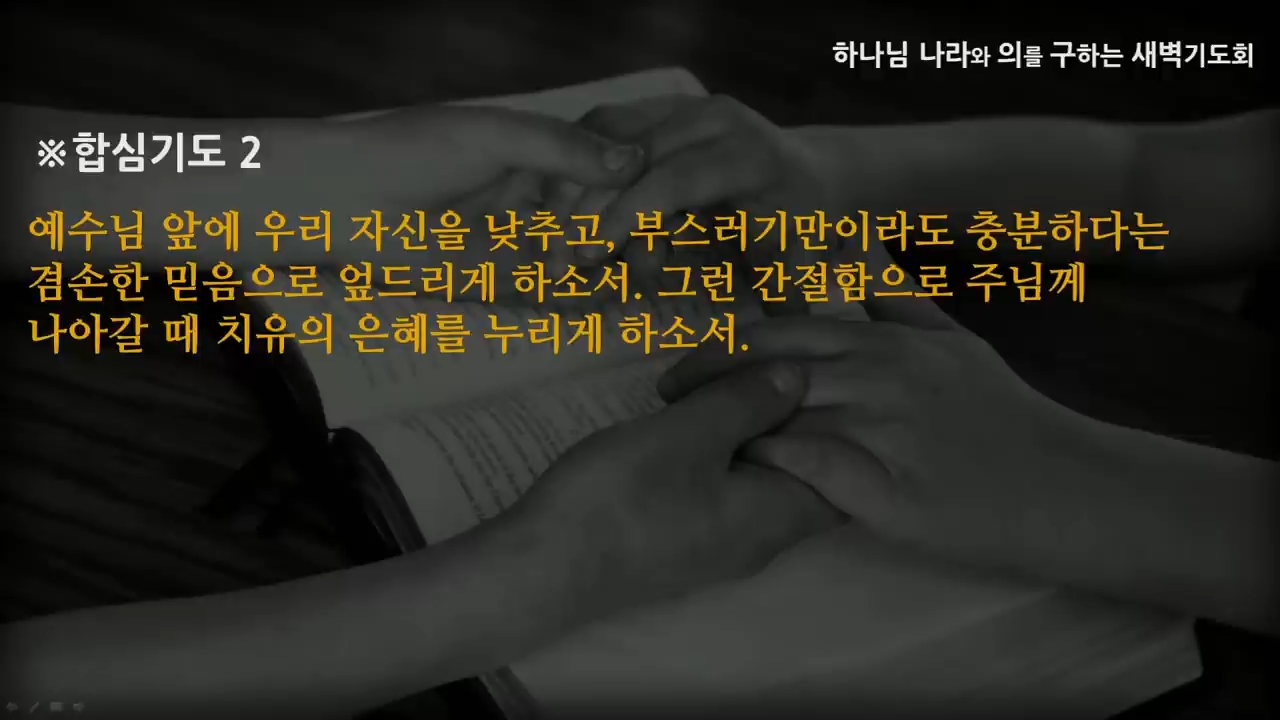 하나님 나라와 의를 구하는 새벽기도회
※합심기도 2
예수님 앞에 우리 자신을 낮추고, 부스러기만이라도 충분하다는
겸손한 믿음으로 엎드리게 하소서. 그런 간절함으로 주님께
나아갈 때 치유의 은혜를 누리게 하소서.